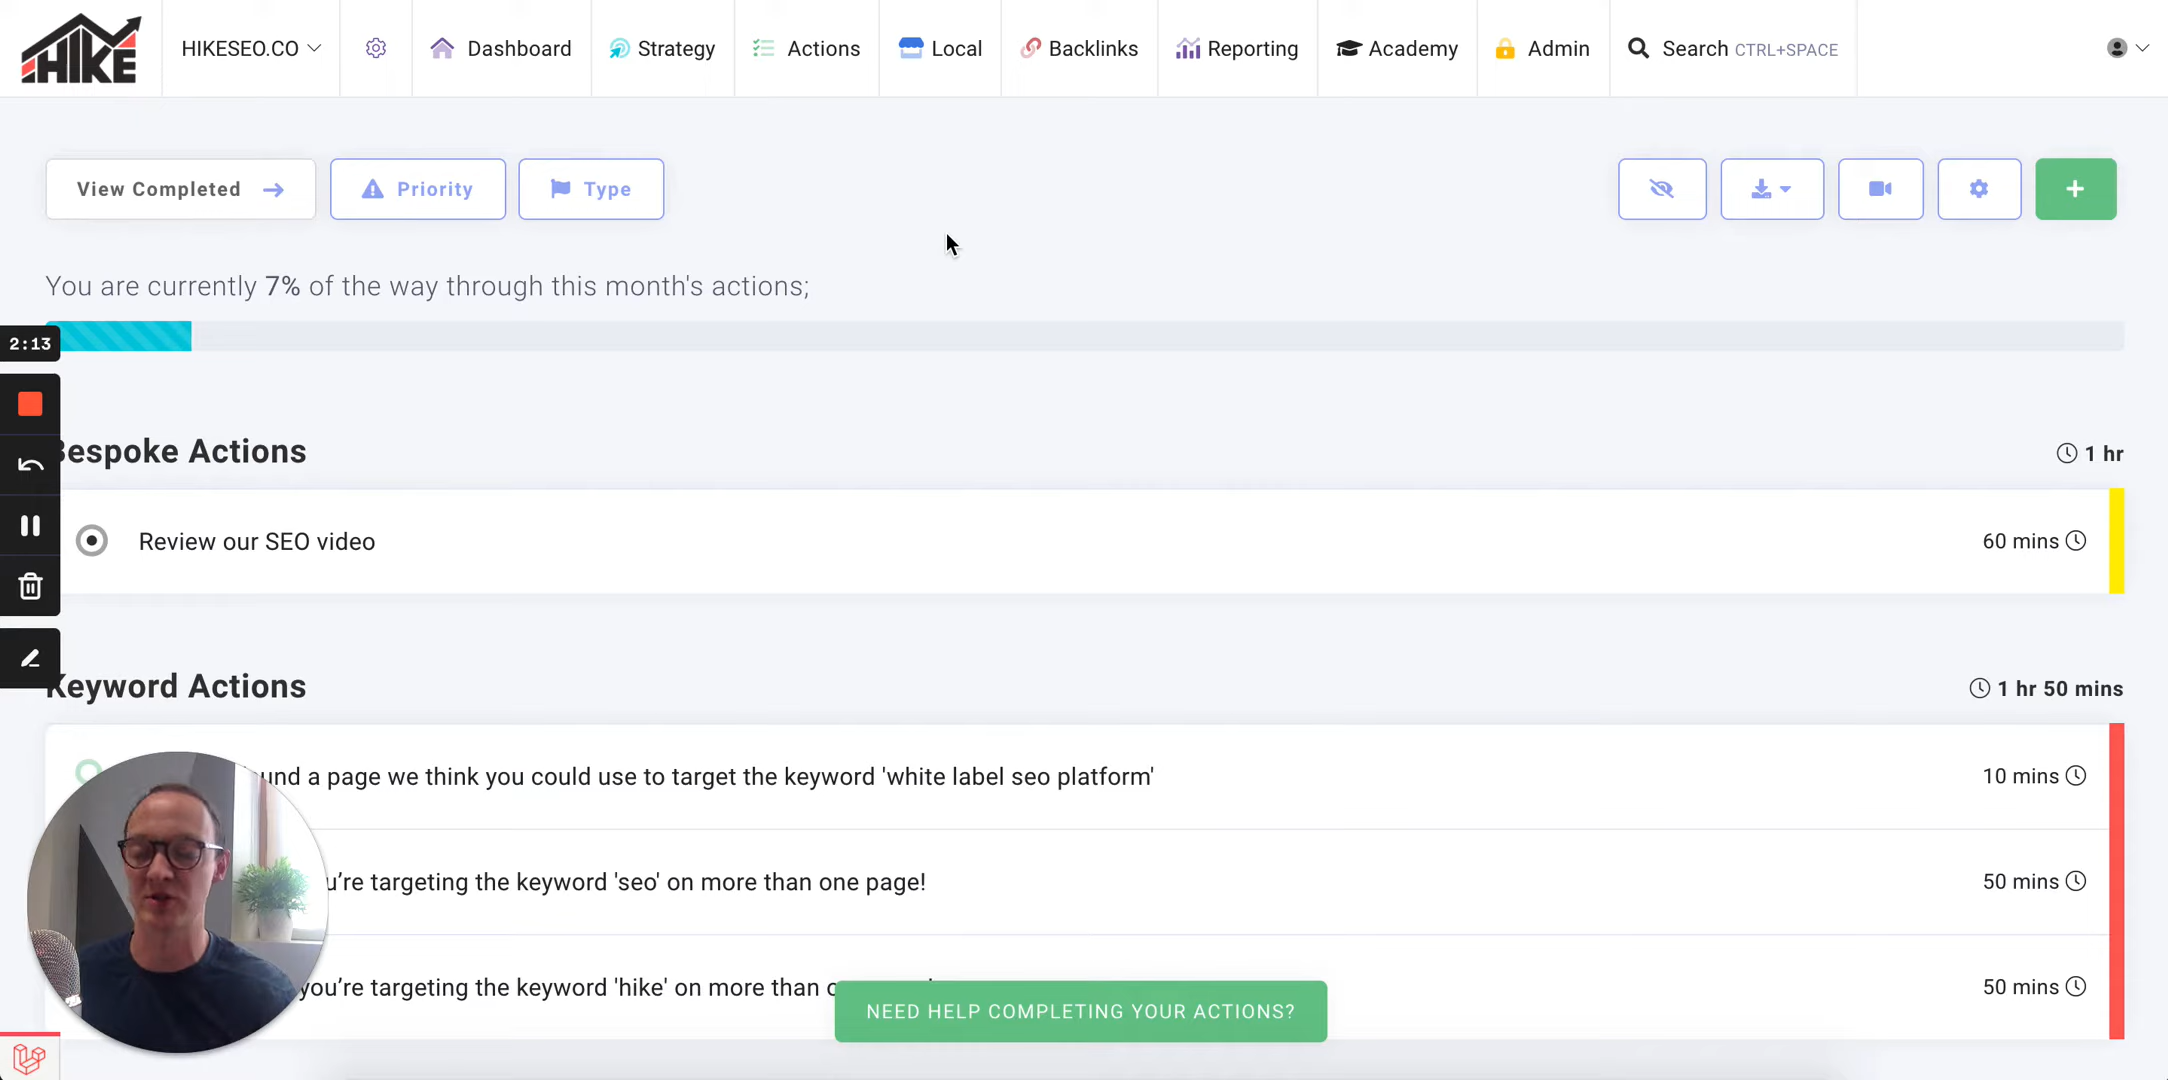 HIKE
HIKESEO.CO
Dashboard
Strategy
Actions
Local
Backlinks
Reporting
Academy
Admin
Search CTRL+SPACE
View Completed
Priority
Type
You are currently 7% of the way through this month's actions;
2:13
Bespoke Actions
1 hr
Review our SEO video
60 mins
Keyword Actions
1 hr 50 mins
a page we think you could use to target the keyword 'white label seo platform'
10 mins
targeting the keyword 'seo' on more than one page!
50 mins
you’re targeting the keyword 'hike' on more than
50 mins
NEED HELP COMPLETING YOUR ACTIONS?